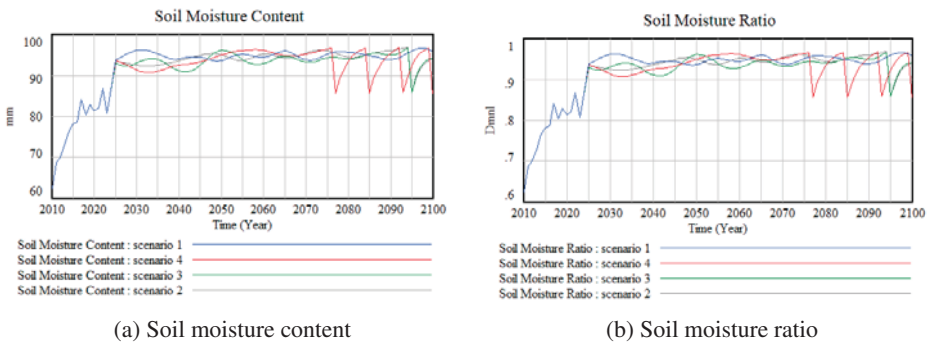 Soil Moisture Content
100
90
80
70
60
mm
2010 2020 2030 2040 2050 2060 2070 2080 2090 2100
Time (Year)
Soil Moisture Content : scenario 1
Soil Moisture Content : scenario 4
Soil Moisture Content : scenario 3
Soil Moisture Content : scenario 2
(a) Soil moisture content
Soil Moisture Ratio
1
.9
.8
.7
.6
Dmnl
2010 2020 2030 2040 2050 2060 2070 2080 2090 2100
Time (Year)
Soil Moisture Ratio : scenario 1
Soil Moisture Ratio : scenario 4
Soil Moisture Ratio : scenario 3
Soil Moisture Ratio : scenario 2
(b) Soil moisture ratio